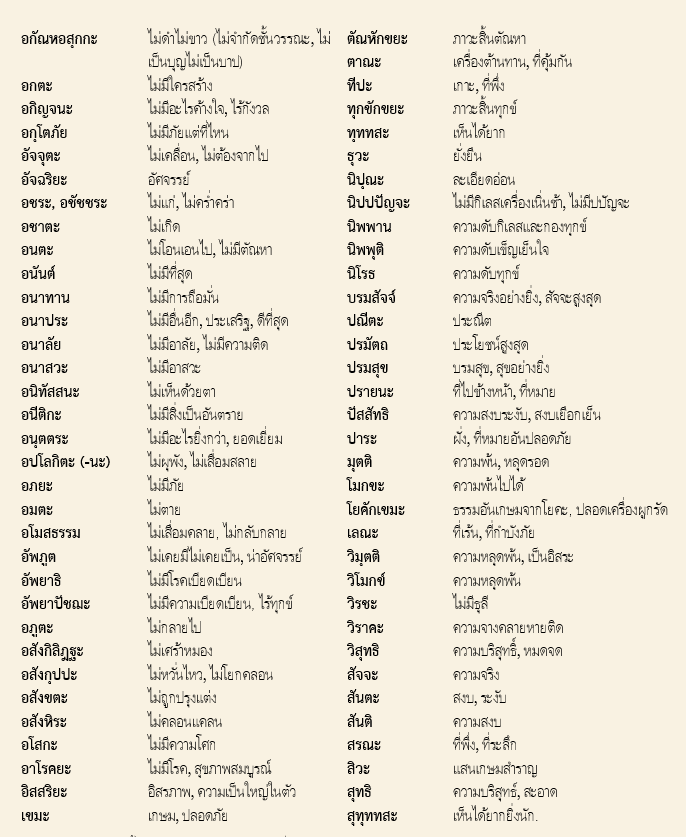 อกัณหอสุกกะ ไม่ดำไม่ขาว (ไม่จำกัดชั้นวรรณะ, ไม่
เป็นบุญไม่เป็นบาป)
อกตะ ไม่มีใครสร้าง
อกิญจนะ ไม่มีอะไรค้างใจ, ไร้กังวล
อกุโตภัย ไม่มีภัยแต่ที่ไหน
อัจจุตะ ไม่เคลื่อน, ไม่ต้องจากไป
อัจฉริยะ อัศจรรย์
อชระ, อชัชชระ ไม่แก่, ไม่คร่ำคร่า
อชาตะ ไม่เกิด
อนตะ ไม่โอนเอนไป, ไม่มีตัณหา
อนันต์ ไม่มีที่สุด
อนาทาน ไม่มีการถือมั่น
อนาประ ไม่มีอื่นอีก, ประเสริฐ, ดีที่สุด
อนาลัย ไม่มีอาลัย, ไม่มีความติด
อนาสวะ ไม่มีอาสวะ
อนิทัสสนะ ไม่เห็นด้วยตา
อนีติกะ ไม่มีสิ่งเป็นอันตราย
อนุตตระ ไม่มีอะไรยิ่งกว่า, ยอดเยี่ยม
อปโลกิตะ (-นะ) ไม่ผุพัง, ไม่เสื่อมสลาย
อภยะ ไม่มีภัย
อมตะ ไม่ตาย
อโมสธรรม ไม่เสื่อมคลาย, ไม่กลับกลาย
อัพภูต ไม่เคยมีไม่เคยเป็น, น่าอัศจรรย์
อัพยาธิ ไม่มีโรคเบียดเบียน
อัพยาปัชฌะ ไม่มีความเบียดเบียน, ไร้ทุกข์
อภูตะ ไม่กลายไป
อสังกิลิฏฐะ ไม่เศร้าหมอง
อสังกุปปะ ไม่หวั่นไหว, ไม่โยกคลอน
อสังขตะ ไม่ถูกปรุงแต่ง
อสังหิระ ไม่คลอนแคลน
อโสกะ ไม่มีความโศก
อาโรคยะ ไม่มีโรค, สุขภาพสมบูรณ์
อิสสริยะ อิสรภาพ, ความเป็นใหญ่ในตัว
เขมะ เกษม, ปลอดภัย
ตัณหักขยะ ภาวะสิ้นตัณหา
ตาณะ เครื่องต้านทาน, ที่คุ้มกัน
ทีปะ เกาะ, ที่พึ่ง
ทุกขักขยะ ภาวะสิ้นทุกข์
ทุททสะ เห็นได้ยาก
ธุวะ ยั่งยืน
นิปุณะ ละเอียดอ่อน
นิปปปัญจะ ไม่มีกิเลสเครื่องเนิ่นช้า, ไม่มีปปัญจะ
นิพพาน ความดับกิเลสและกองทุกข์
นิพพุติ ความดับเข็ญเย็นใจ
นิโรธ ความดับทุกข์
บรมสัจจ์ ความจริงอย่างยิ่ง, สัจจะสูงสุด
ปณีตะ ประณีต
ปรมัตถ ประโยชน์สูงสุด
ปรมสุข บรมสุข, สุขอย่างยิ่ง
ปรายนะ ที่ไปข้างหน้า, ที่หมาย
ปัสสัทธิ ความสงบระงับ, สงบเยือกเย็น
ปาระ ฝั่ง, ที่หมายอันปลอดภัย
มุตติ ความพ้น, หลุดรอด
โมกขะ ความพ้นไปได้
โยคักเขมะ ธรรมอันเกษมจากโยคะ, ปลอดเครื่องผูกรัด
เลณะ ที่เร้น, ที่กำบังภัย
วิมุตติ ความหลุดพ้น, เป็นอิสระ
วิโมกข์ ความหลุดพ้น
วิรชะ ไม่มีธุลี
วิราคะ ความจางคลายหายติด
วิสุทธิ ความบริสุทธิ์, หมดจด
สัจจะ ความจริง
สันตะ สงบ, ระงับ
สันติ ความสงบ
สรณะ ที่พึ่ง, ที่ระลึก
สิวะ แสนเกษมสำราญ
สุทธิ ความบริสุทธ์, สะอาด
สุทุททสะ เห็นได้ยากยิ่งนัก.